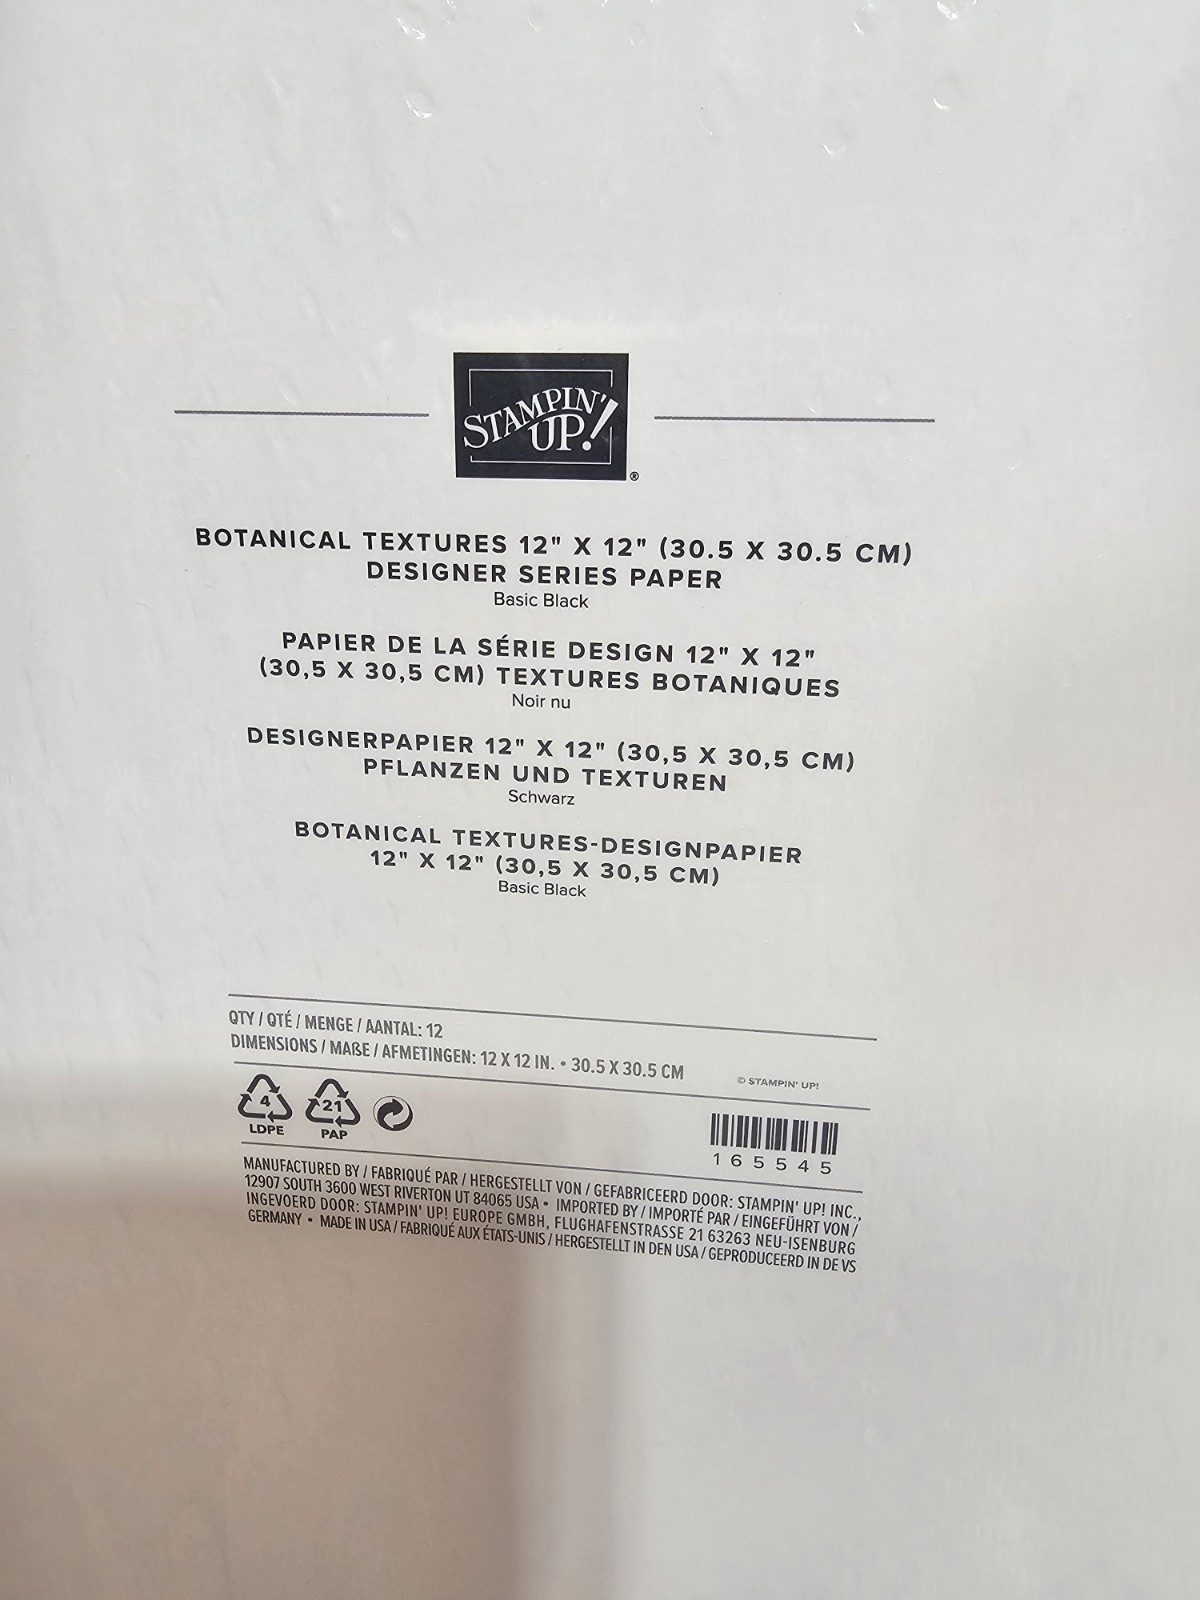 STAMPIN'
UP!
®
BOTANICAL TEXTURES 12" X 12" (30.5 X 30.5 CM)
DESIGNER SERIES PAPER
Basic Black
PAPIER DE LA SÉRIE DESIGN 12" X 12"
(30,5 X 30,5 CM) TEXTURES BOTANIQUES
Noir nu
DESIGNERPAPIER 12" X 12" (30,5 X 30,5 CM)
PFLANZEN UND TEXTUREN
Schwarz
BOTANICAL TEXTURES-DESIGNPAPIER
12" X 12" (30,5 X 30,5 CM)
Basic Black
QTY / QTÉ / MENGE / AANTAL: 12
DIMENSIONS / MAßE / AFMETINGEN: 12 X 12 IN. • 30.5 X 30.5 CM
© STAMPIN' UP!
4
LDPE
21
PAP
165545
MANUFACTURED BY / FABRIQUÉ PAR / HERGESTELLT VON / GEFABRICEERD DOOR: STAMPIN' UP! INC.,
12907 SOUTH 3600 WEST RIVERTON UT 84065 USA • IMPORTED BY / IMPORTÉ PAR / EINGEFÜHRT VON /
INGEVOERD DOOR: STAMPIN' UP! EUROPE GMBH, FLUGHAFENSTRASSE 21 63263 NEU-ISENBURG
GERMANY • MADE IN USA / FABRIQUÉ AUX ÉTATS-UNIS / HERGESTELLT IN DEN USA / GEPRODUCEERD IN DE VS